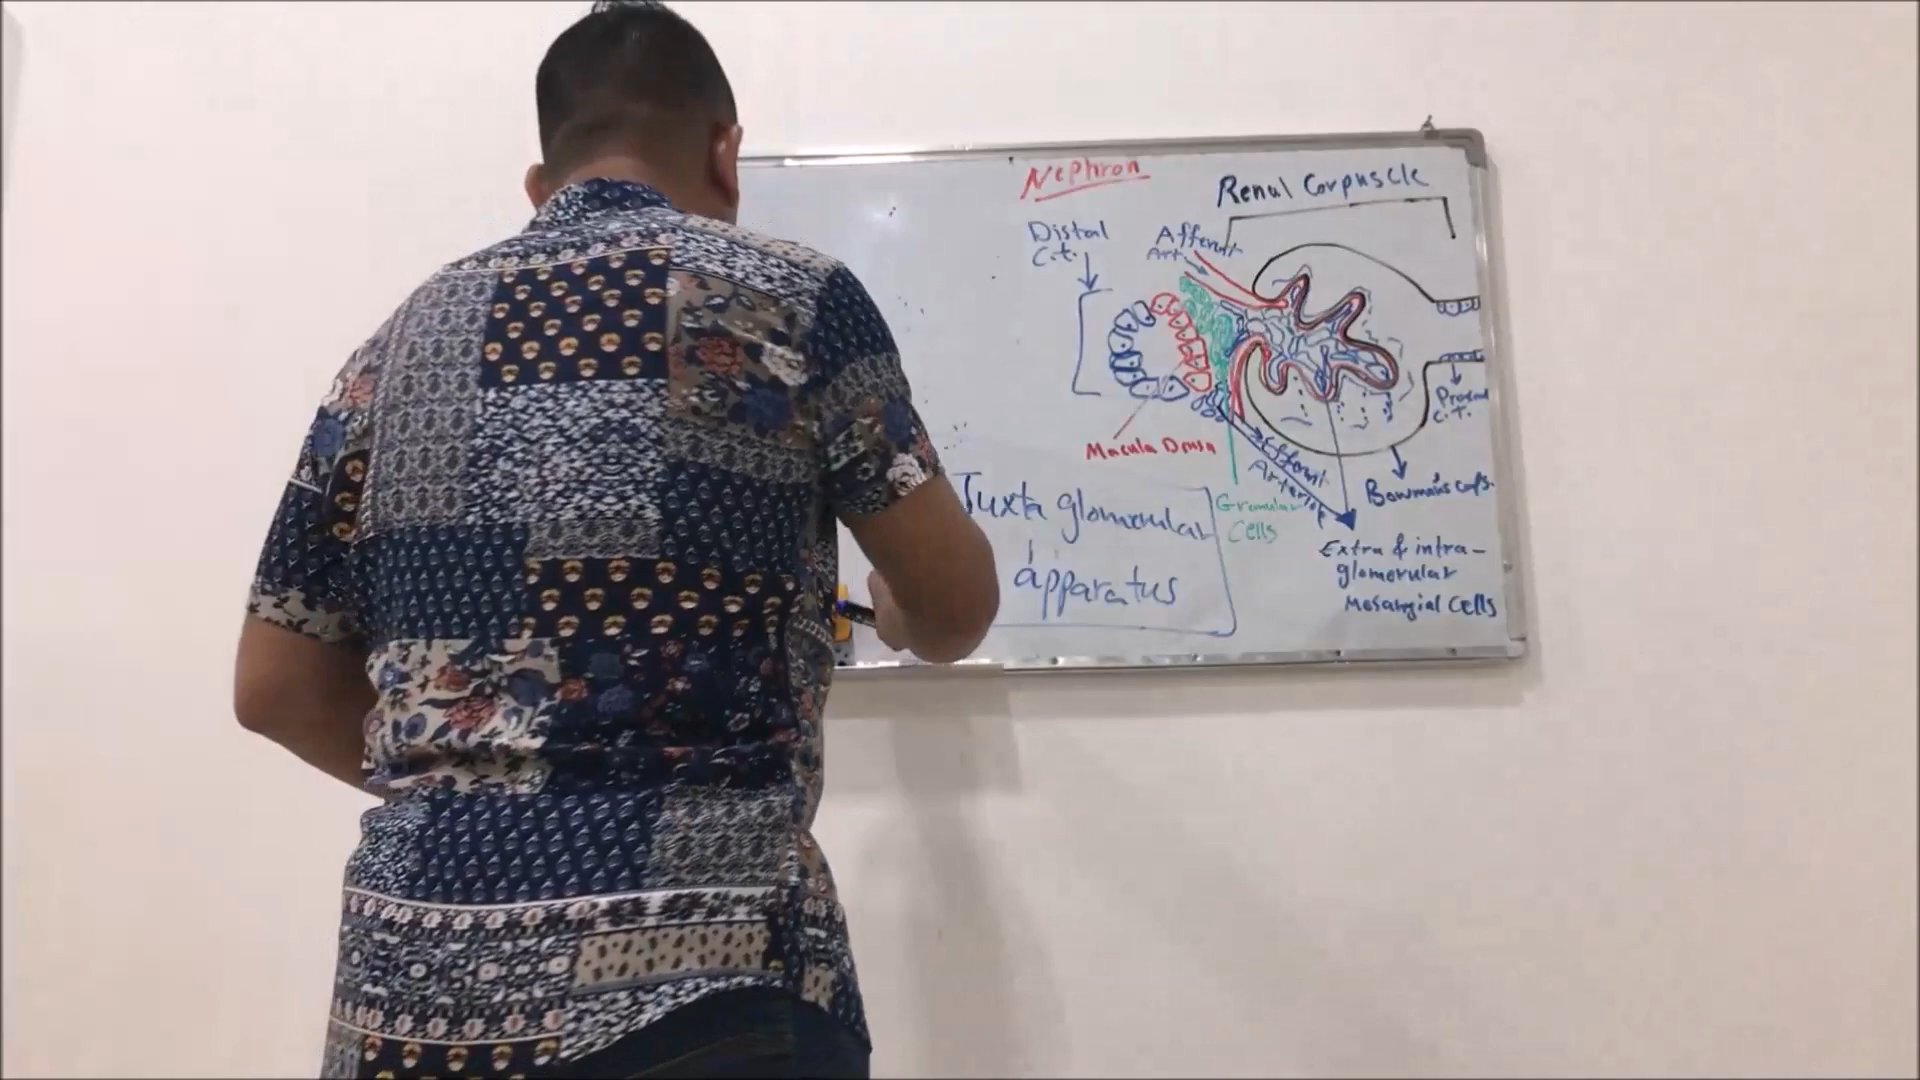 Nephron
Renal Corpuscle
Distal
C.t.
Afferent
Art.
Macula Densa
Proximal
C.T.
Efferent
Arteriole
Bowman's caps.
Granular
Cells
Juxta glomerular
apparatus
Extra & intra-
glomerular
Mesangial Cells